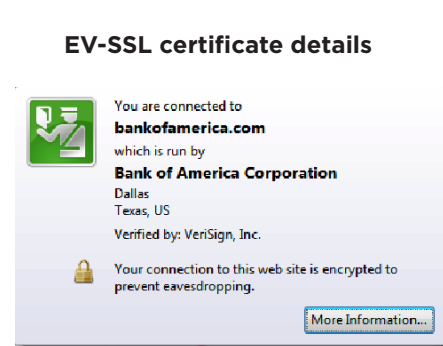 EV-SSL certificate details
You are connected to
bankofamerica.com
which is run by
Bank of America Corporation
Dallas
Texas, US
Verified by: VeriSign, Inc.
Your connection to this web site is encrypted to
prevent eavesdropping.
More Information...